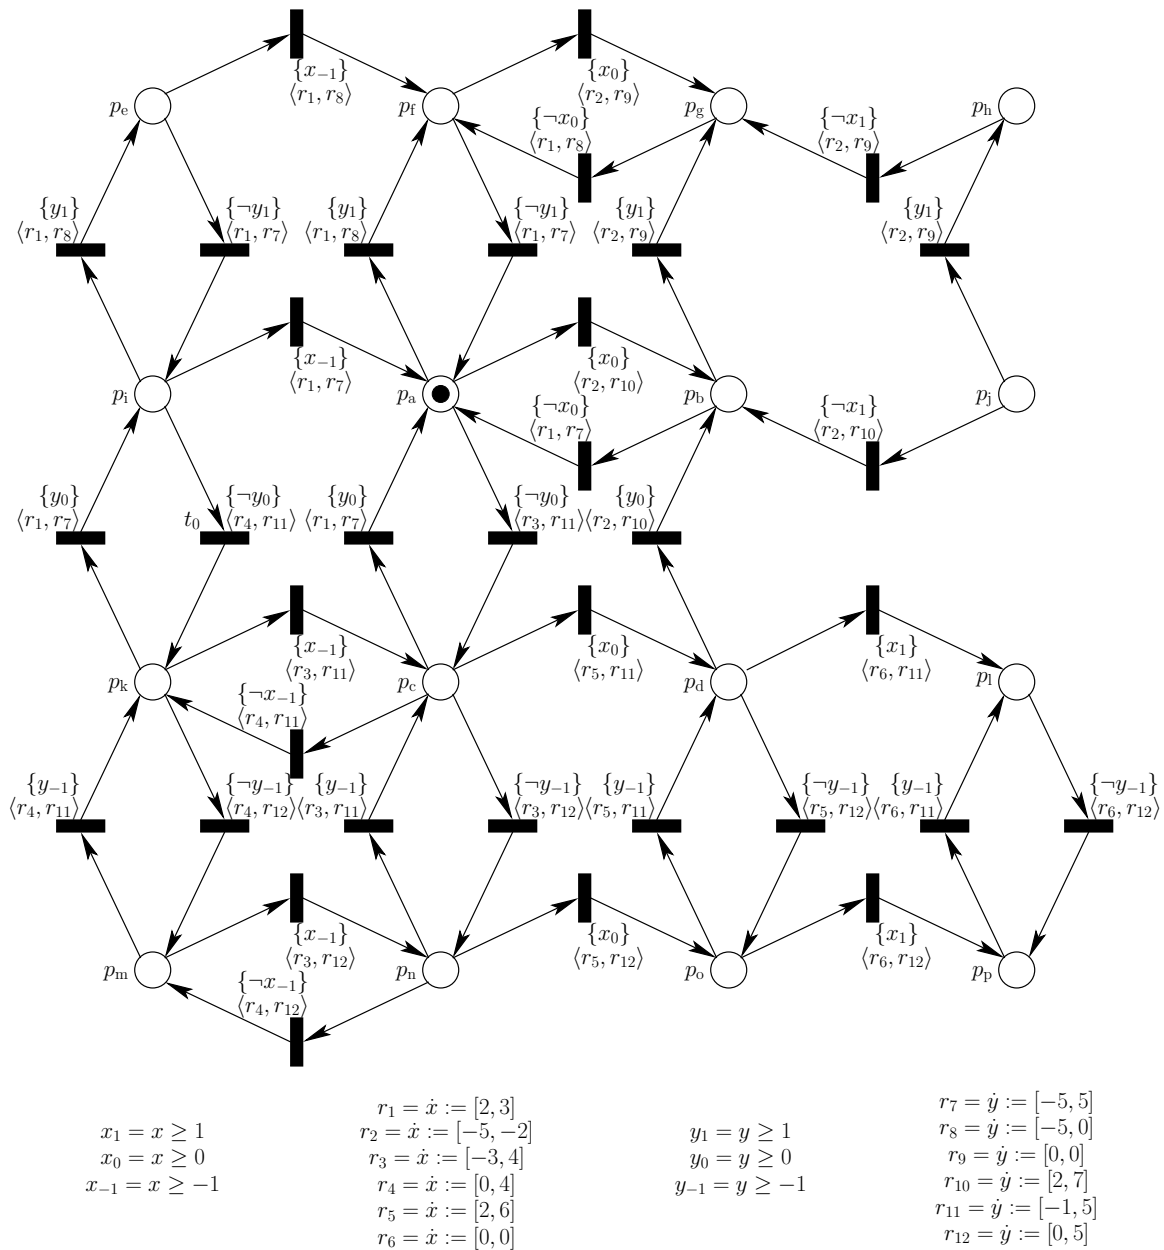 {x₋₁} {x₀}
⟨r₁, r₈⟩ ⟨r₂, r₉⟩
pₑ p_f {¬x₀} p_g {¬x₁} p_h
⟨r₁, r₈⟩ ⟨r₂, r₉⟩
{y₁} {¬y₁} {y₁} {¬y₁} {y₁} {y₁}
⟨r₁, r₈⟩ ⟨r₁, r₇⟩ ⟨r₁, r₈⟩ ⟨r₁, r₇⟩ ⟨r₂, r₉⟩ ⟨r₂, r₉⟩
{x₋₁} {x₀}
⟨r₁, r₇⟩ ⟨r₂, r₁₀⟩
p_i p_a {¬x₀} p_b {¬x₁} p_j
⟨r₁, r₇⟩ ⟨r₂, r₁₀⟩
{y₀} {¬y₀} {y₀} {¬y₀} {y₀}
⟨r₁, r₇⟩ t₀ ⟨r₄, r₁₁⟩ ⟨r₁, r₇⟩ ⟨r₃, r₁₁⟩ ⟨r₂, r₁₀⟩
{x₋₁} {x₀} {x₁}
⟨r₃, r₁₁⟩ ⟨r₅, r₁₁⟩ ⟨r₆, r₁₁⟩
p_k {¬x₋₁} p_c p_d p_l
⟨r₄, r₁₁⟩
{y₋₁} {¬y₋₁} {y₋₁} {¬y₋₁} {y₋₁} {¬y₋₁} {y₋₁} {¬y₋₁}
⟨r₄, r₁₁⟩ ⟨r₄, r₁₂⟩ ⟨r₃, r₁₁⟩ ⟨r₃, r₁₂⟩ ⟨r₅, r₁₁⟩ ⟨r₅, r₁₂⟩ ⟨r₆, r₁₁⟩ ⟨r₆, r₁₂⟩
{x₋₁} {x₀} {x₁}
⟨r₃, r₁₂⟩ ⟨r₅, r₁₂⟩ ⟨r₆, r₁₂⟩
p_m {¬x₋₁} p_n p_o p_p
⟨r₄, r₁₂⟩
x₁ = x ≥ 1
x₀ = x ≥ 0
x₋₁ = x ≥ −1
r₁ = ẋ := [2, 3]
r₂ = ẋ := [−5, −2]
r₃ = ẋ := [−3, 4]
r₄ = ẋ := [0, 4]
r₅ = ẋ := [2, 6]
r₆ = ẋ := [0, 0]
y₁ = y ≥ 1
y₀ = y ≥ 0
y₋₁ = y ≥ −1
r₇ = ẏ := [−5, 5]
r₈ = ẏ := [−5, 0]
r₉ = ẏ := [0, 0]
r₁₀ = ẏ := [2, 7]
r₁₁ = ẏ := [−1, 5]
r₁₂ = ẏ := [0, 5]